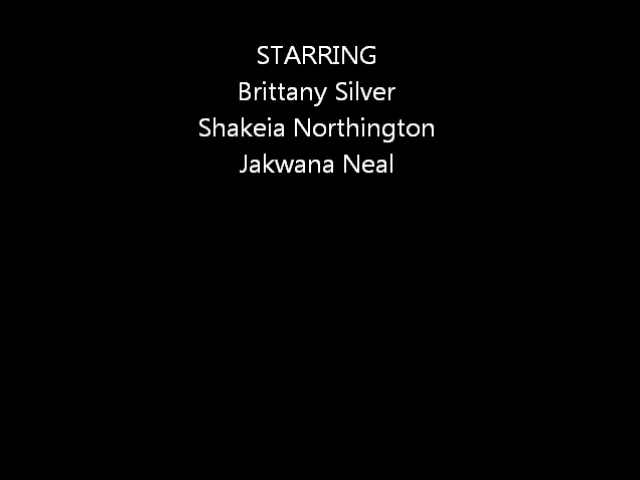 STARRING
Brittany Silver
Shakeia Northington
Jakwana Neal